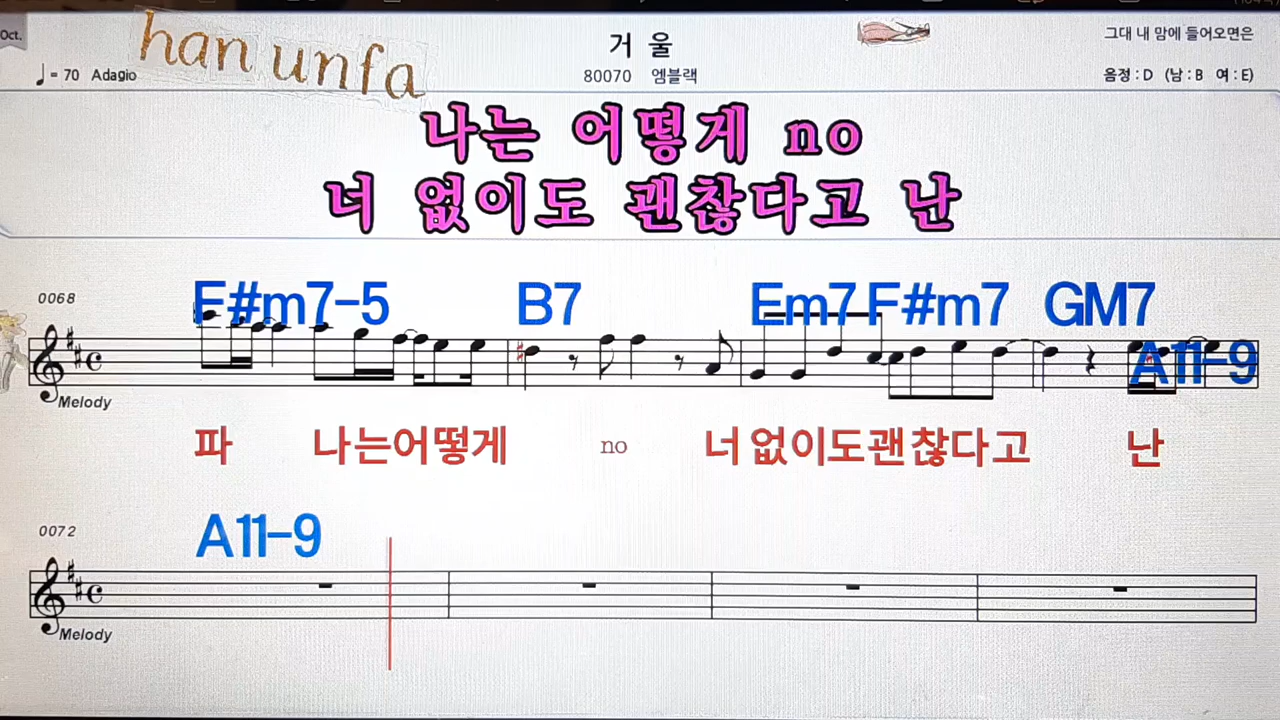 Oct.
han unfa
거 울
그대 내 맘에 들어오면은
♩= 70 Adagio
80070 엠블랙
음정 : D (남 : B 여 : E)
나는 어떻게 no
너 없이도 괜찮다고 난
0068
F#m7-5 B7 Em7 F#m7 GM7
A11-9
Melody
파 나는어떻게 no 너 없이도괜찮다고 난
0072
A11-9
Melody